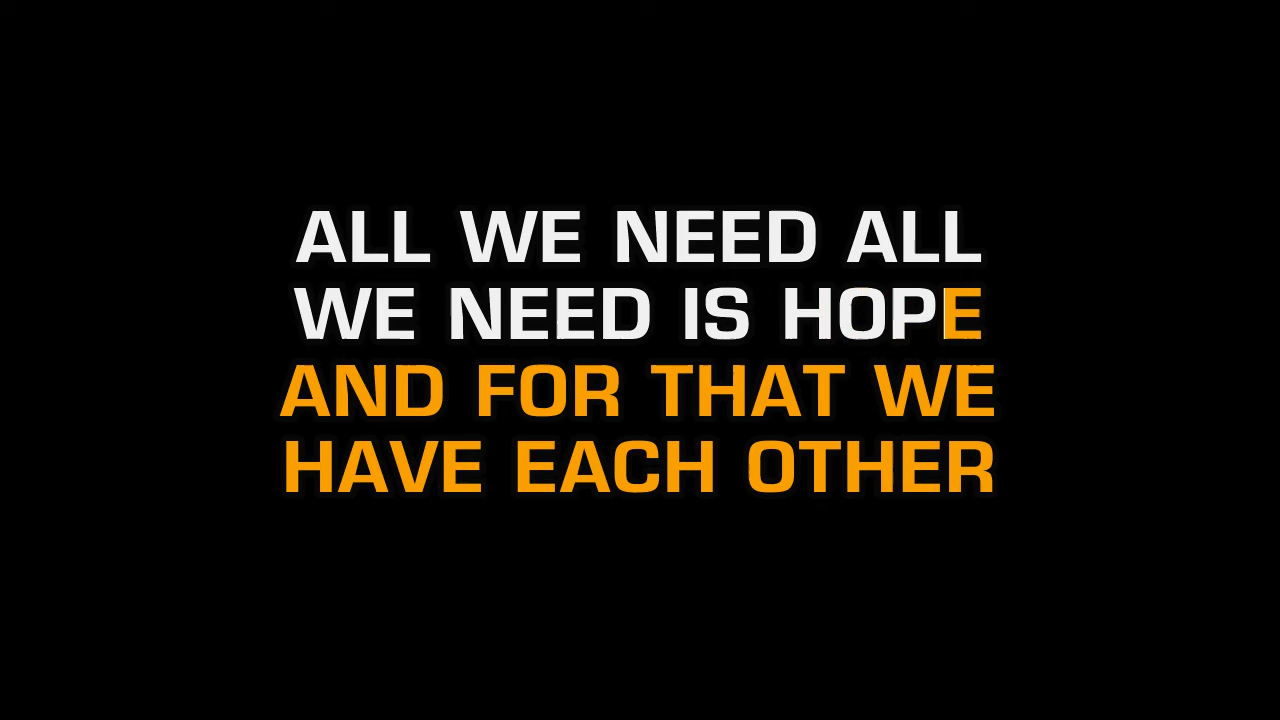 ALL WE NEED ALL
WE NEED IS HOPE
AND FOR THAT WE
HAVE EACH OTHER